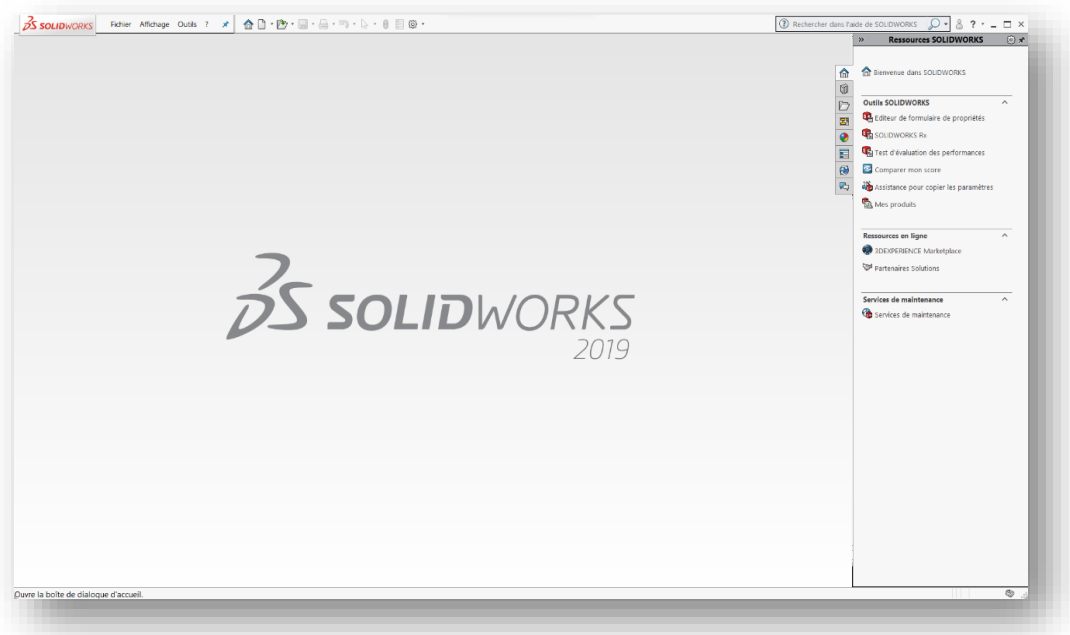 SOLIDWORKS Fichier Affichage Outils ? Rechercher dans l'aide de SOLIDWORKS ?
Ressources SOLIDWORKS
Bienvenue dans SOLIDWORKS
Outils SOLIDWORKS
Editeur de formulaire de propriétés
SOLIDWORKS Rx
Test d'évaluation des performances
Comparer mon score
Assistance pour copier les paramètres
Mes produits
Ressources en ligne
3DEXPERIENCE Marketplace
Partenaires Solutions
Services de maintenance
Services de maintenance
SOLIDWORKS
2019
Ouvre la boîte de dialogue d'accueil.